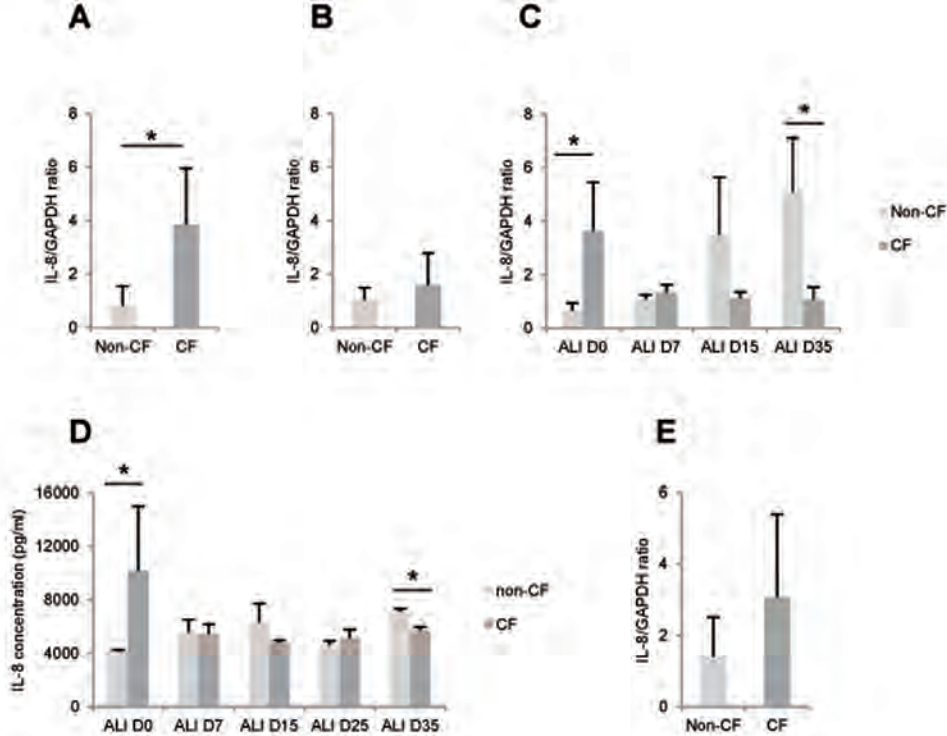 A
B
C
8
6
4
2
0
IL-8/GAPDH ratio
*
Non-CF CF
8
6
4
2
0
IL-8/GAPDH ratio
Non-CF CF
8
6
4
2
0
IL-8/GAPDH ratio
*
*
ALI D0 ALI D7 ALI D15 ALI D35
Non-CF
CF
D
E
16000
12000
8000
4000
0
IL-8 concentration (pg/ml)
*
*
ALI D0 ALI D7 ALI D15 ALI D25 ALI D35
non-CF
CF
6
4
2
0
IL-8/GAPDH ratio
Non-CF CF